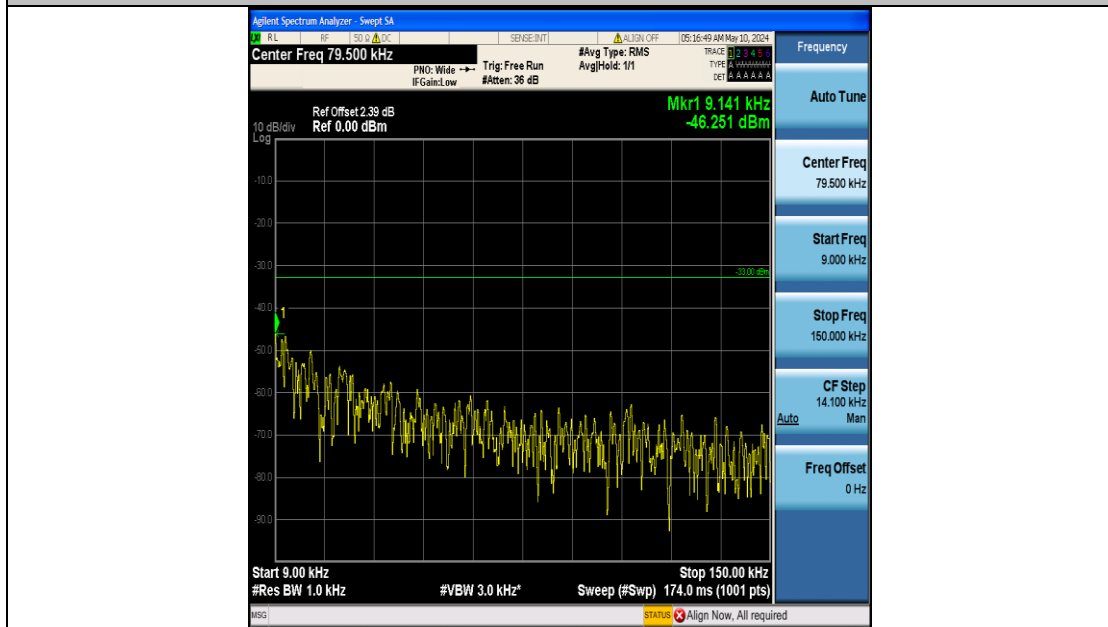 Agilent Spectrum Analyzer - Swept SA
RL RF 50 Ω DC SENSE:INT ALIGN OFF 05:16:49 AM May 10, 2024
Center Freq 79.500 kHz
PNO: Wide
IFGain:Low
Trig: Free Run
#Atten: 36 dB
#Avg Type: RMS
Avg|Hold: 1/1
TRACE 1 2 3 4 5 6
TYPE A
DET A A A A A A
Mkr1 9.141 kHz
-46.251 dBm
Ref Offset 2.39 dB
10 dB/div Ref 0.00 dBm
Log
-10.0
-20.0
-30.0
-33.00 dBm
-40.0
1
-50.0
-60.0
-70.0
-80.0
-90.0
Start 9.00 kHz Stop 150.00 kHz
#Res BW 1.0 kHz #VBW 3.0 kHz* Sweep (#Swp) 174.0 ms (1001 pts)
MSG STATUS Align Now, All required
Frequency
Auto Tune
Center Freq
79.500 kHz
Start Freq
9.000 kHz
Stop Freq
150.000 kHz
CF Step
14.100 kHz
Auto Man
Freq Offset
0 Hz